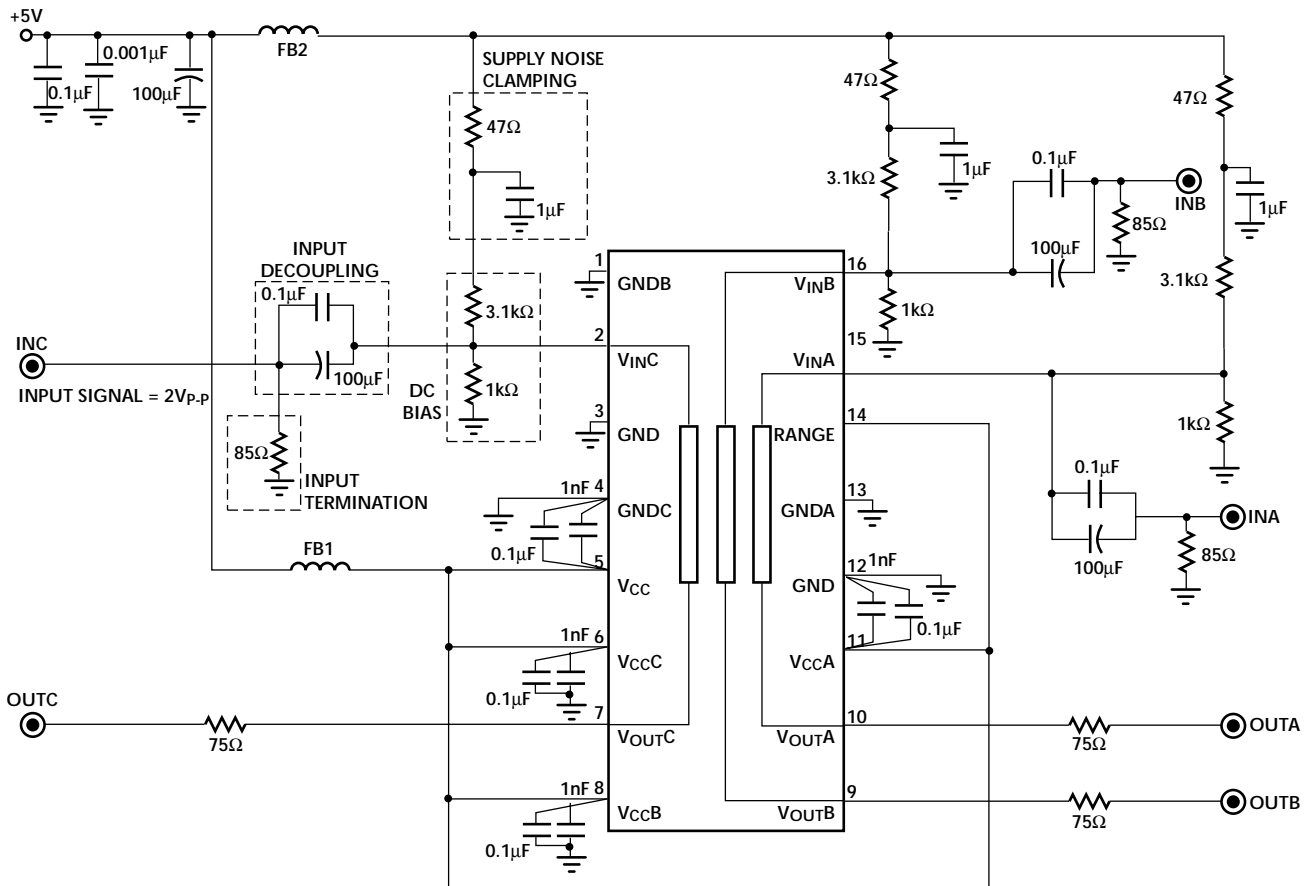 +5V
FB2
0.001µF
0.1µF
100µF
SUPPLY NOISE
CLAMPING
47Ω
1µF
47Ω
1µF
3.1kΩ
0.1µF
INB
85Ω
100µF
47Ω
1µF
3.1kΩ
INPUT
DECOUPLING
0.1µF
100µF
INC
INPUT SIGNAL = 2VP-P
85Ω
INPUT
TERMINATION
3.1kΩ
DC
BIAS
1kΩ
1
GNDB
2
VINC
3
GND
1nF 4
GNDC
0.1µF
5
VCC
FB1
1nF 6
VCCC
0.1µF
7
VOUTC
OUTC
75Ω
1nF 8
VCCB
0.1µF
16
VINB
1kΩ
15
VINA
14
RANGE
1kΩ
13
GNDA
0.1µF
100µF
INA
85Ω
12
1nF
GND
0.1µF
11
VCCA
10
VOUTA
75Ω
OUTA
9
VOUTB
75Ω
OUTB